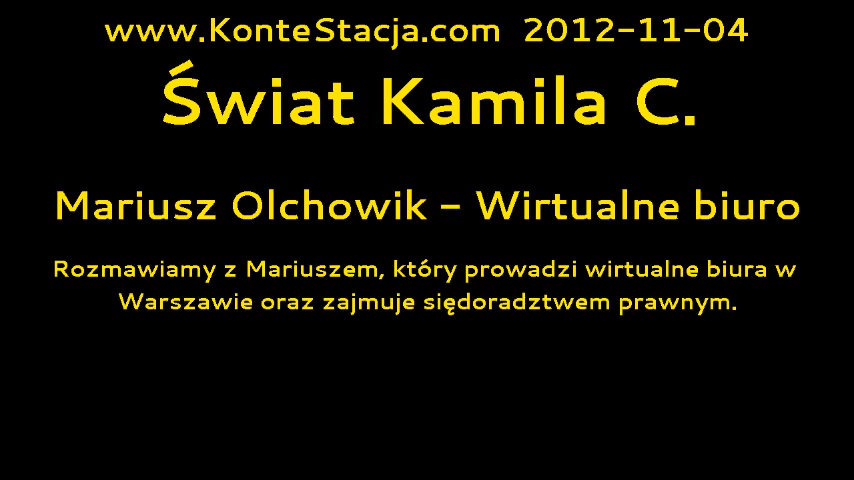 www.KonteStacja.com 2012-11-04
Świat Kamila C.
Mariusz Olchowik - Wirtualne biuro
Rozmawiamy z Mariuszem, który prowadzi wirtualne biura w
Warszawie oraz zajmuje siędoradztwem prawnym.